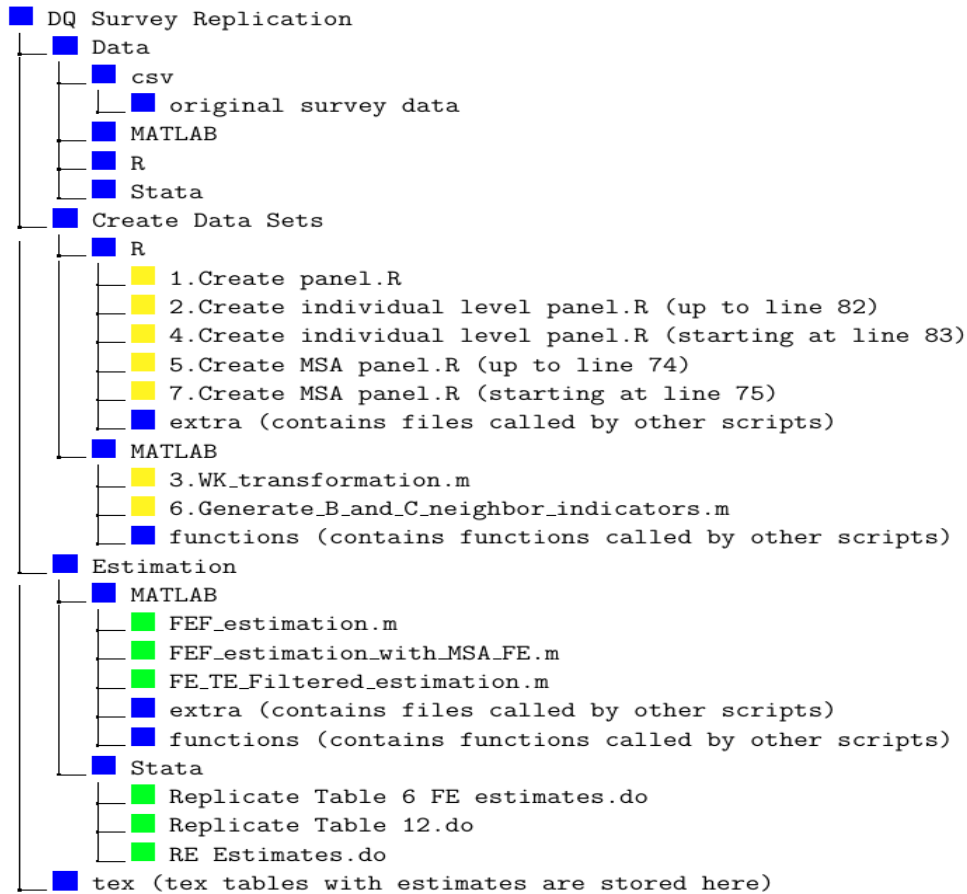 DQ Survey Replication
Data
csv
original survey data
MATLAB
R
Stata
Create Data Sets
R
1.Create panel.R
2.Create individual level panel.R (up to line 82)
4.Create individual level panel.R (starting at line 83)
5.Create MSA panel.R (up to line 74)
7.Create MSA panel.R (starting at line 75)
extra (contains files called by other scripts)
MATLAB
3.WK_transformation.m
6.Generate_B_and_C_neighbor_indicators.m
functions (contains functions called by other scripts)
Estimation
MATLAB
FEF_estimation.m
FEF_estimation_with_MSA_FE.m
FE_TE_Filtered_estimation.m
extra (contains files called by other scripts)
functions (contains functions called by other scripts)
Stata
Replicate Table 6 FE estimates.do
Replicate Table 12.do
RE Estimates.do
tex (tex tables with estimates are stored here)